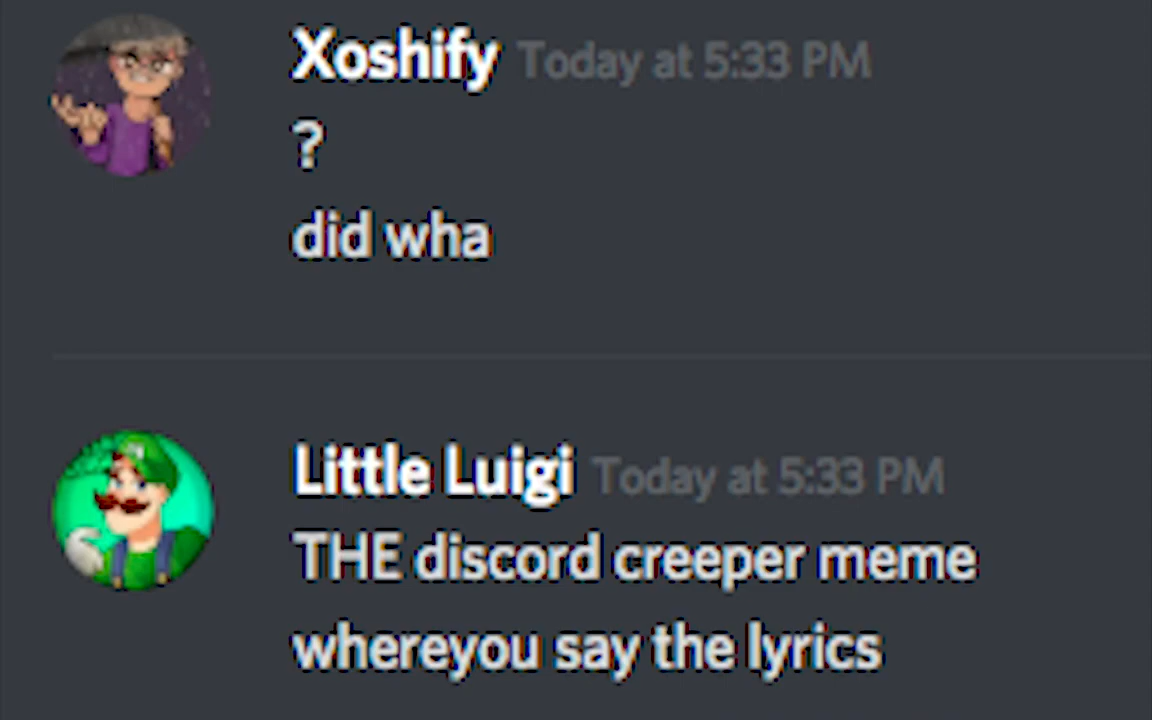 Xoshify Today at 5:33 PM
?
did wha
Little Luigi Today at 5:33 PM
THE discord creeper meme
whereyou say the lyrics